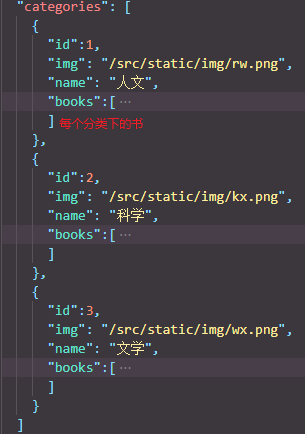 "categories": [
{
"id":1,
"img": "/src/static/img/rw.png",
"name": "人文",
"books":[ ···
] 每个分类下的书
},
{
"id":2,
"img": "/src/static/img/kx.png",
"name": "科学",
"books":[ ···
]
},
{
"id":3,
"img": "/src/static/img/wx.png",
"name": "文学",
"books":[ ···
]
}
]